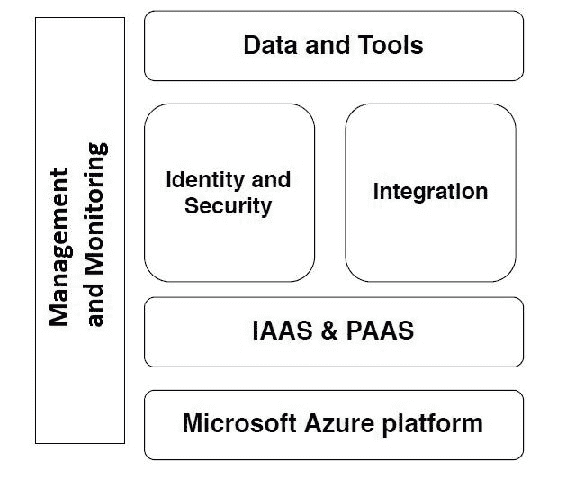 Management
and Monitoring
Data and Tools
Identity and
Security
Integration
IAAS & PAAS
Microsoft Azure platform